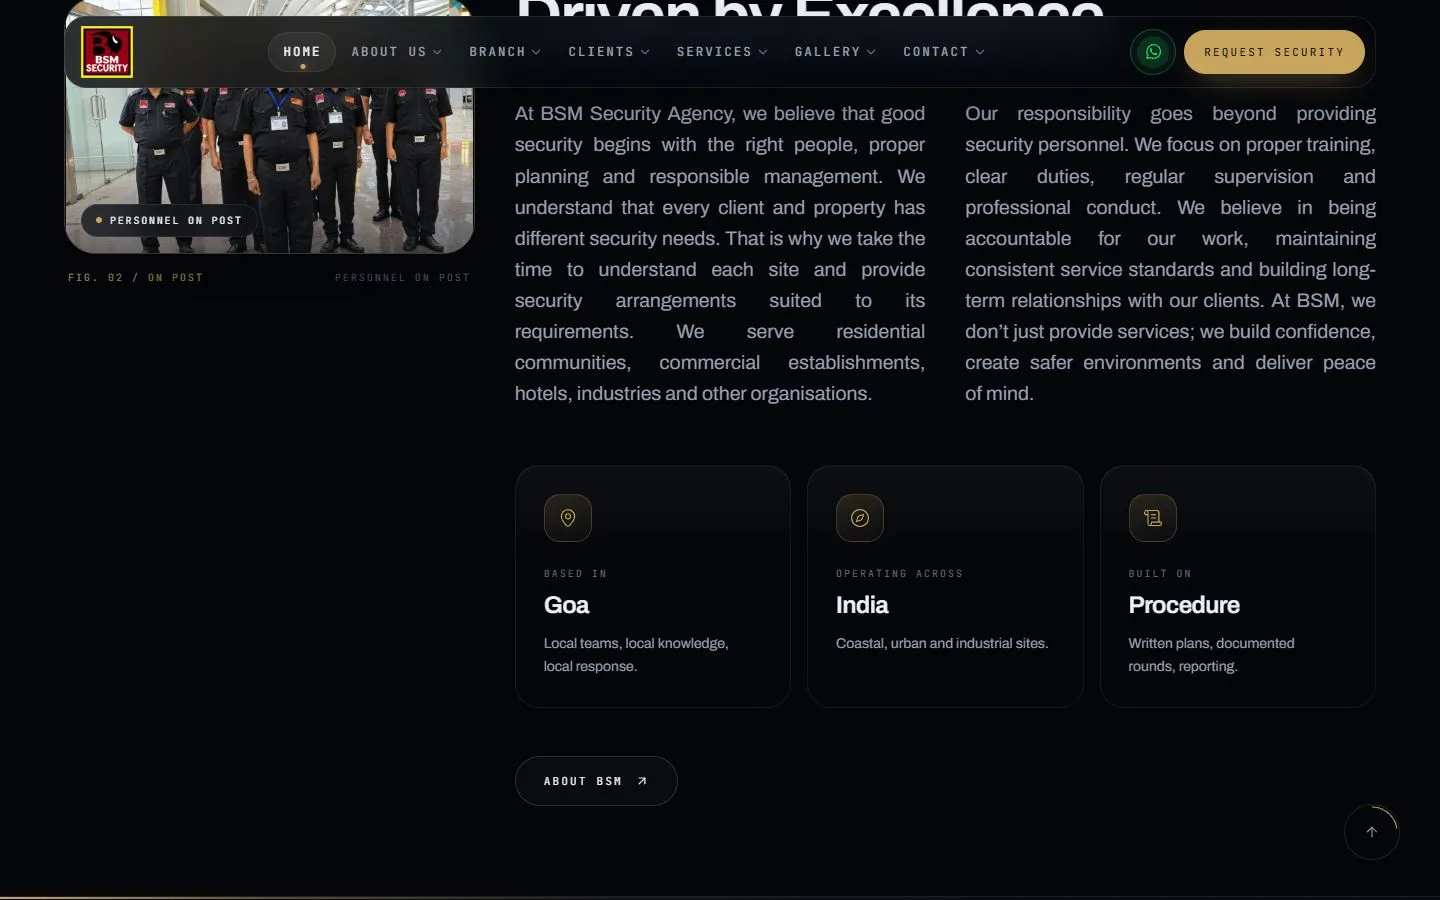 Driven by Excellence
BSM
SECURITY
HOME
ABOUT US
BRANCH
CLIENTS
SERVICES
GALLERY
CONTACT
REQUEST SECURITY
PERSONNEL ON POST
FIG. 02 / ON POST
PERSONNEL ON POST
At BSM Security Agency, we believe that good
security begins with the right people, proper
planning and responsible management. We
understand that every client and property has
different security needs. That is why we take the
time to understand each site and provide
security arrangements suited to its
requirements. We serve residential
communities, commercial establishments,
hotels, industries and other organisations.
Our responsibility goes beyond providing
security personnel. We focus on proper training,
clear duties, regular supervision and
professional conduct. We believe in being
accountable for our work, maintaining
consistent service standards and building long-
term relationships with our clients. At BSM, we
don’t just provide services; we build confidence,
create safer environments and deliver peace
of mind.
BASED IN
Goa
Local teams, local knowledge,
local response.
OPERATING ACROSS
India
Coastal, urban and industrial sites.
BUILT ON
Procedure
Written plans, documented
rounds, reporting.
ABOUT BSM